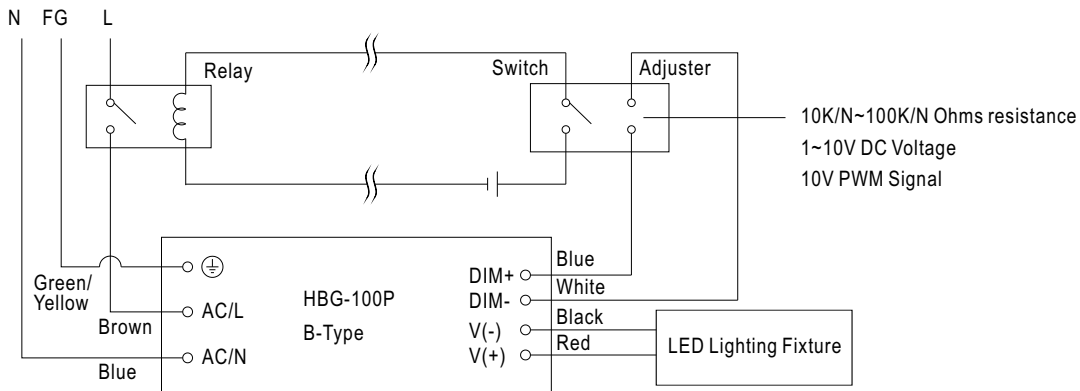 N FG L
Relay
Switch
Adjuster
10K/N~100K/N Ohms resistance
1~10V DC Voltage
10V PWM Signal
Green/
Yellow
Brown
Blue
AC/L
AC/N
HBG-100P
B-Type
DIM+
DIM-
V(-)
V(+)
Blue
White
Black
Red
LED Lighting Fixture